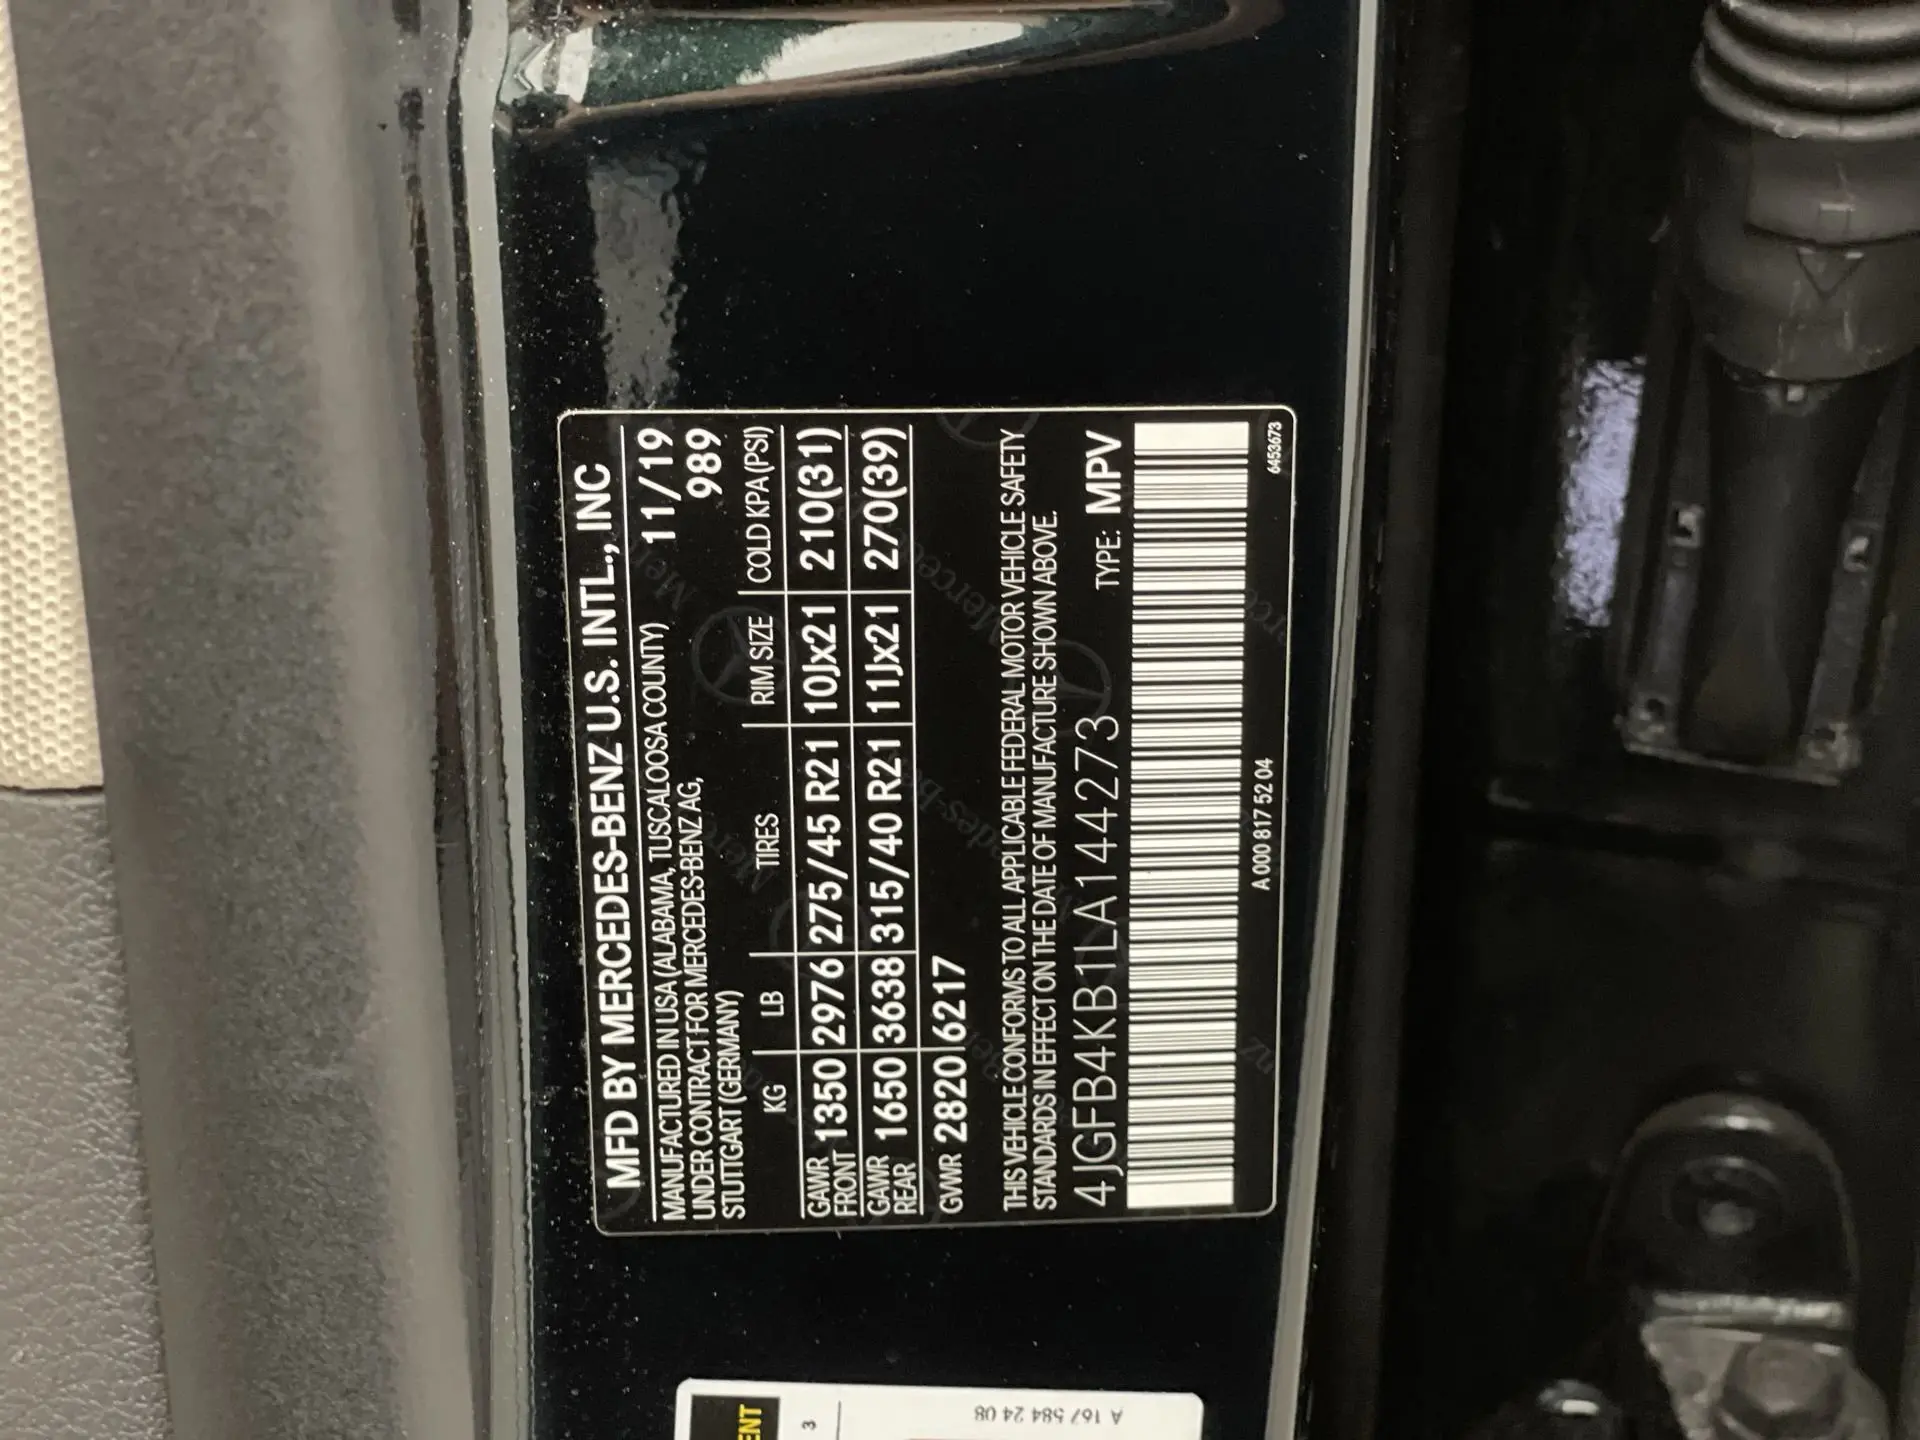 MFD BY MERCEDES-BENZ U.S. INTL., INC
MANUFACTURED IN USA (ALABAMA, TUSCALOOSA COUNTY) 11/19
UNDER CONTRACT FOR MERCEDES-BENZ AG, 989
STUTTGART (GERMANY)
KG LB TIRES RIM SIZE COLD KPA (PSI)
GAWR FRONT 1350 2976 275/45 R21 10Jx21 210(31)
GAWR REAR 1650 3638 315/40 R21 11Jx21 270(39)
GVWR 2820 6217
THIS VEHICLE CONFORMS TO ALL APPLICABLE FEDERAL MOTOR VEHICLE SAFETY
STANDARDS IN EFFECT ON THE DATE OF MANUFACTURE SHOWN ABOVE.
TYPE: MPV
4JGFB4KB1LA144273
A 000 817 52 04
6453673
ENT
3
A 167 584 24 08